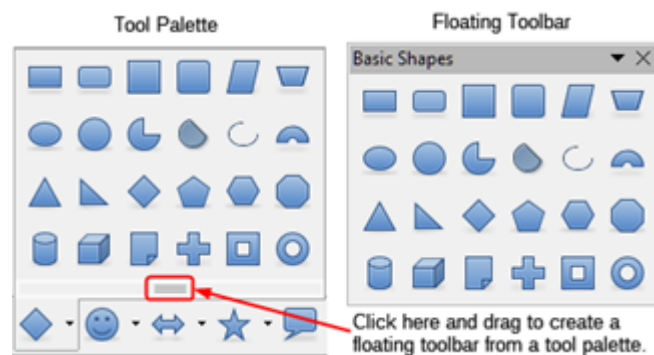 Tool Palette
Floating Toolbar
Basic Shapes
Click here and drag to create a
floating toolbar from a tool palette.